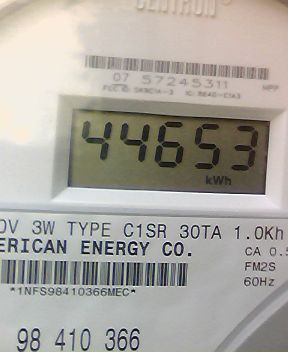 CENTRON
07 57245311
44653
kWh
0V 3W TYPE C1SR 30TA 1.0Kh
ERICAN ENERGY CO.
CA 0.5
FM2S
60Hz
*1NFS98410366MEC*
98 410 366